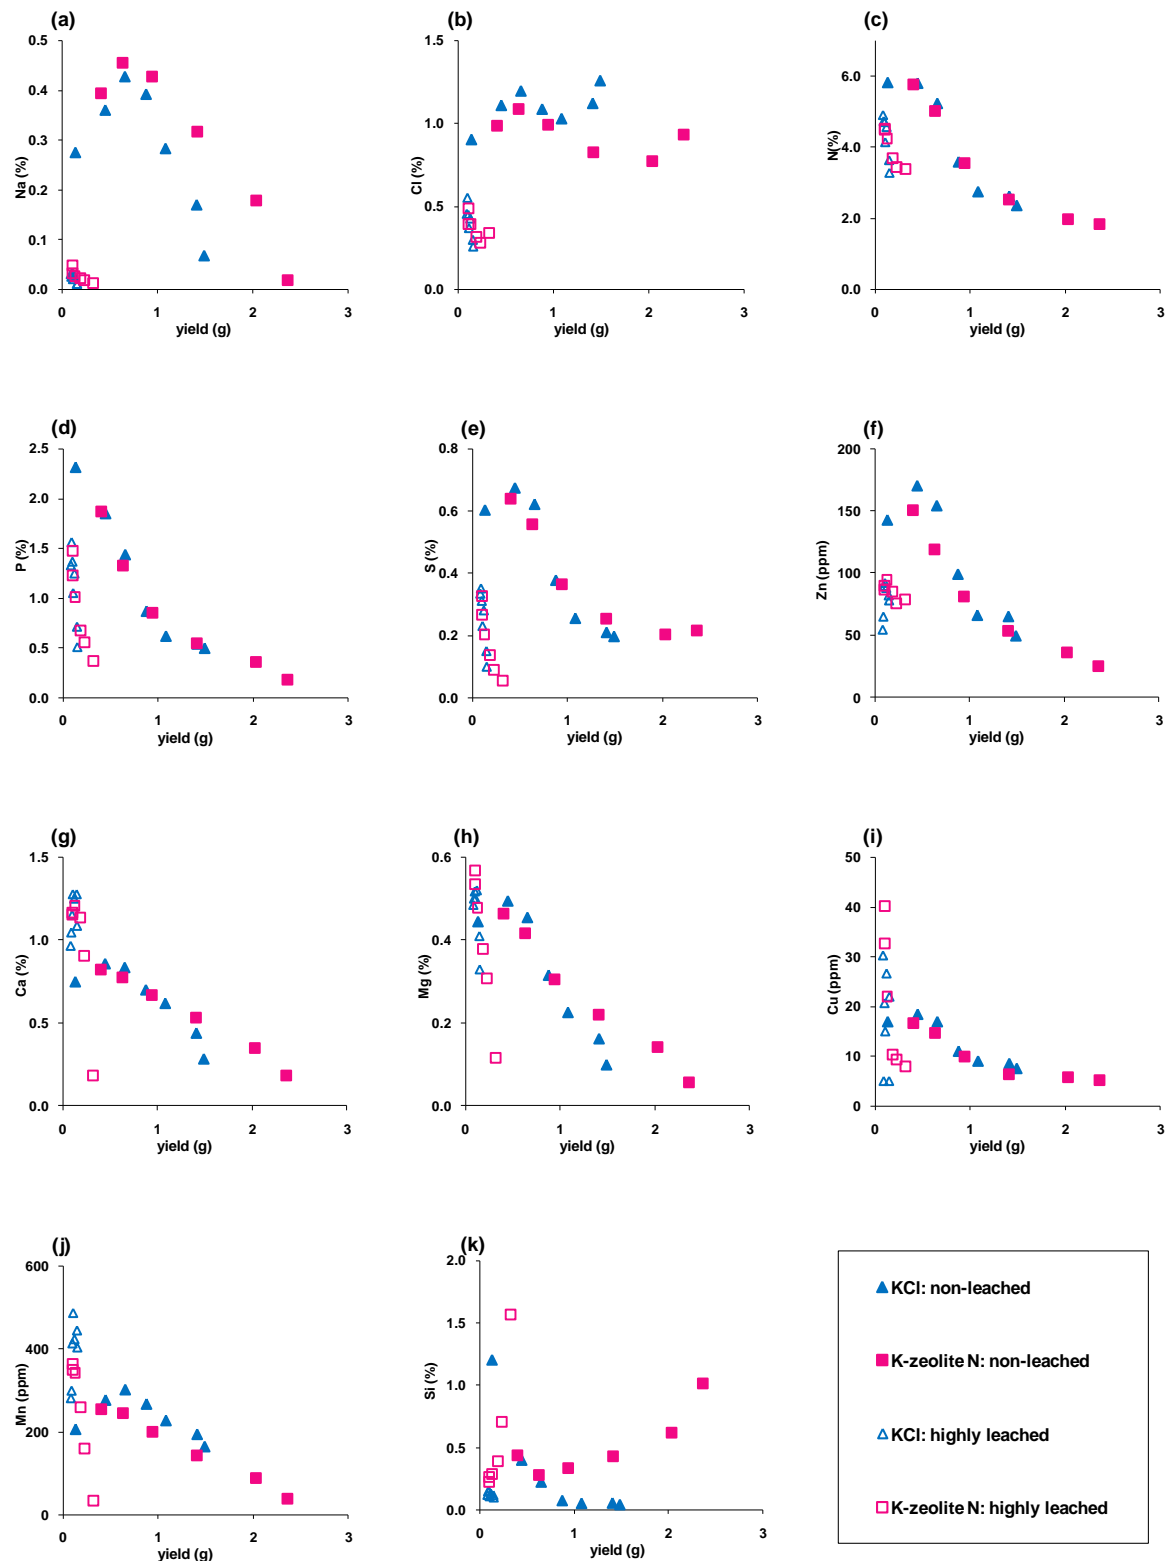 (a)
0.5
0.4
0.3
0.2
0.1
0.0
Na (%)
0
1
2
3
yield (g)
(b)
1.5
1.0
0.5
0.0
Cl (%)
0
1
2
3
yield (g)
(c)
6.0
4.0
2.0
0.0
N(%)
0
1
2
3
yield (g)
(d)
2.5
2.0
1.5
1.0
0.5
0.0
P (%)
0
1
2
3
yield (g)
(e)
0.8
0.6
0.4
0.2
0.0
S (%)
0
1
2
3
yield (g)
(f)
200
150
100
50
0
Zn (ppm)
0
1
2
3
yield (g)
(g)
1.5
1.0
0.5
0.0
Ca (%)
0
1
2
3
yield (g)
(h)
0.6
0.4
0.2
0.0
Mg (%)
0
1
2
3
yield (g)
(i)
50
40
30
20
10
0
Cu (ppm)
0
1
2
3
yield (g)
(j)
600
400
200
0
Mn (ppm)
0
1
2
3
yield (g)
(k)
2.0
1.5
1.0
0.5
0.0
Si (%)
0
1
2
3
yield (g)
KCl: non-leached
K-zeolite N: non-leached
KCl: highly leached
K-zeolite N: highly leached